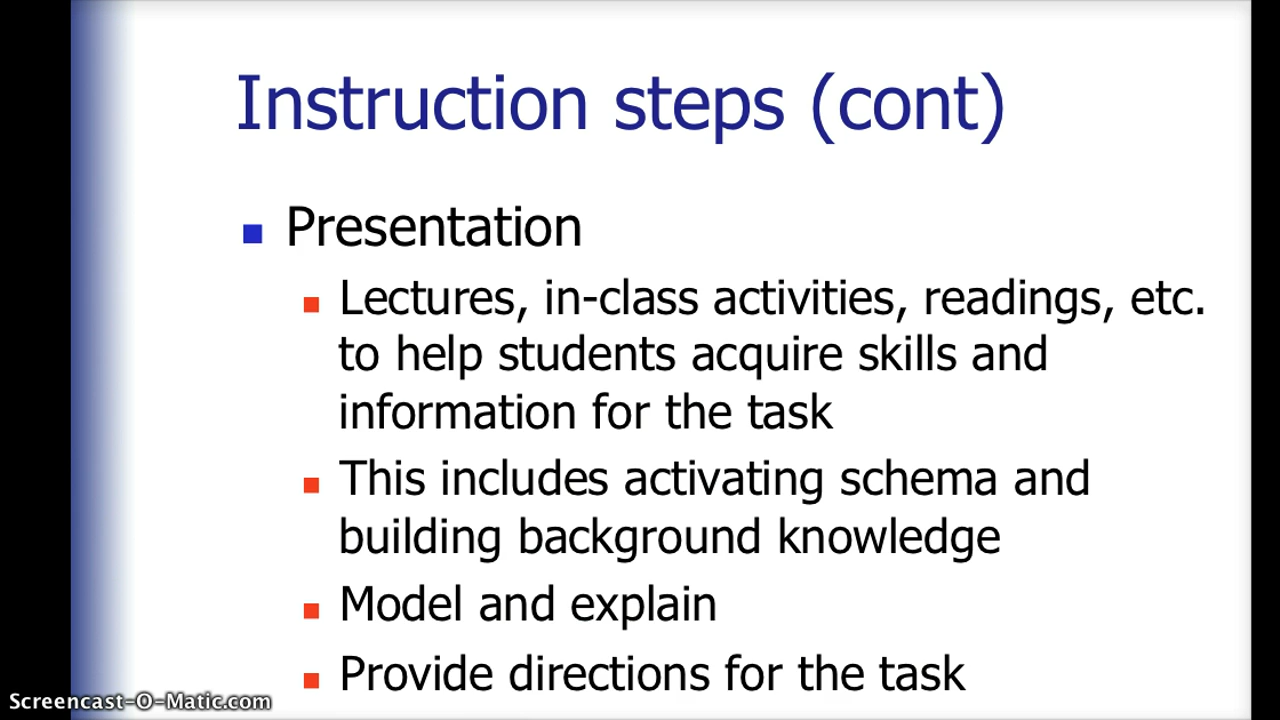 Instruction steps (cont)
Presentation
Lectures, in-class activities, readings, etc.
to help students acquire skills and
information for the task
This includes activating schema and
building background knowledge
Model and explain
Provide directions for the task
Screencast-O-Matic.com